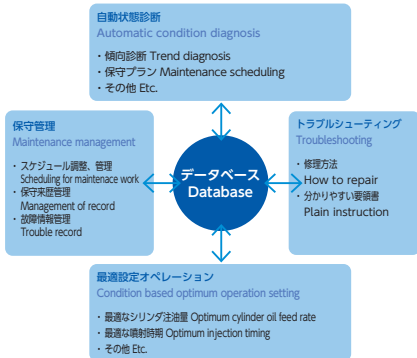 自動状態診断
Automatic condition diagnosis
・傾向診断 Trend diagnosis
・保守プラン Maintenance scheduling
・その他 Etc.
保守管理
Maintenance management
・スケジュール調整、管理
Scheduling for maintenace work
・保守来歴管理
Management of record
・故障情報管理
Trouble record
データベース
Database
トラブルシューティング
Troubleshooting
・修理方法
How to repair
・分かりやすい要領書
Plain instruction
最適設定オペレーション
Condition based optimum operation setting
・最適なシリンダ注油量 Optimum cylinder oil feed rate
・最適な噴射時期 Optimum injection timing
・その他 Etc.